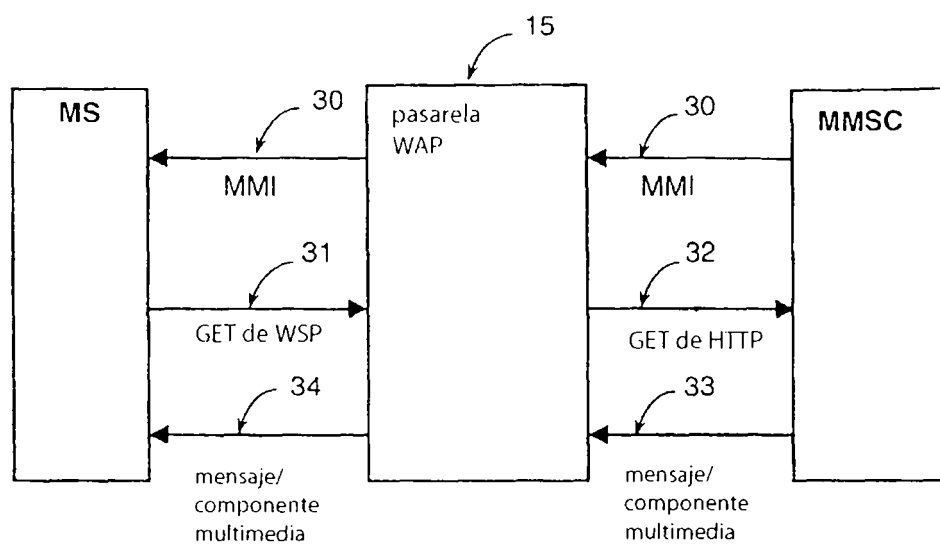 15
MS
30
pasarela
WAP
30
MMSC
MMI
MMI
31
32
GET de WSP
GET de HTTP
34
33
mensaje/
componente
multimedia
mensaje/
componente
multimedia